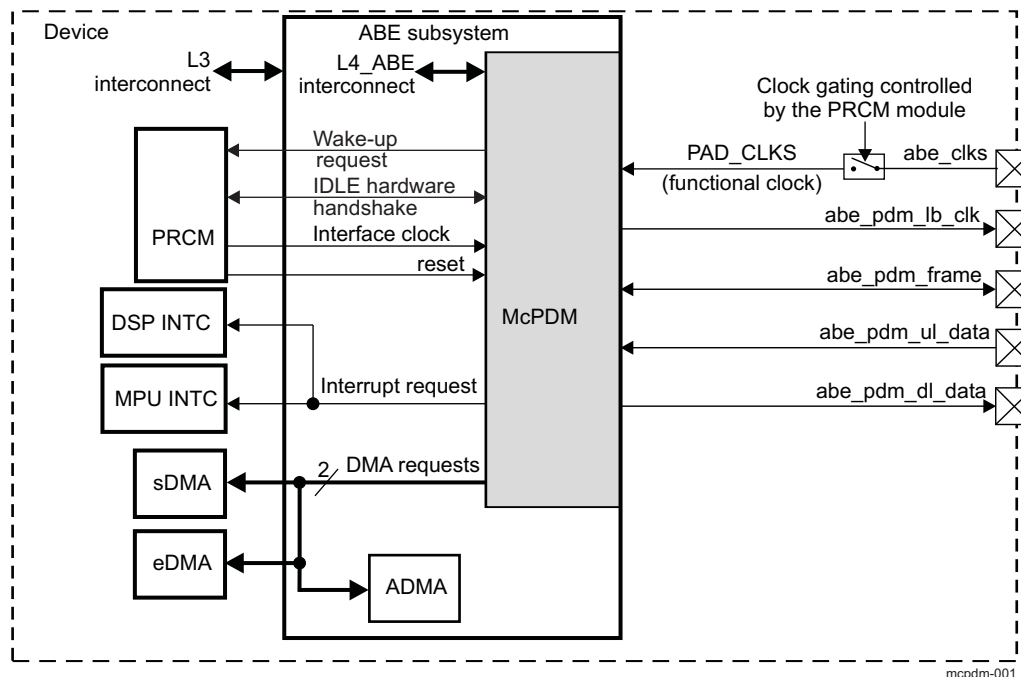 Device
ABE subsystem
L3
interconnect
L4_ABE
interconnect
Clock gating controlled
by the PRCM module
Wake-up
request
PAD_CLKS
(functional clock)
abe_clks
IDLE hardware
handshake
PRCM
Interface clock
reset
abe_pdm_lb_clk
abe_pdm_frame
McPDM
DSP INTC
abe_pdm_ul_data
MPU INTC
Interrupt request
abe_pdm_dl_data
sDMA
2
DMA requests
eDMA
ADMA
mcpdm-001